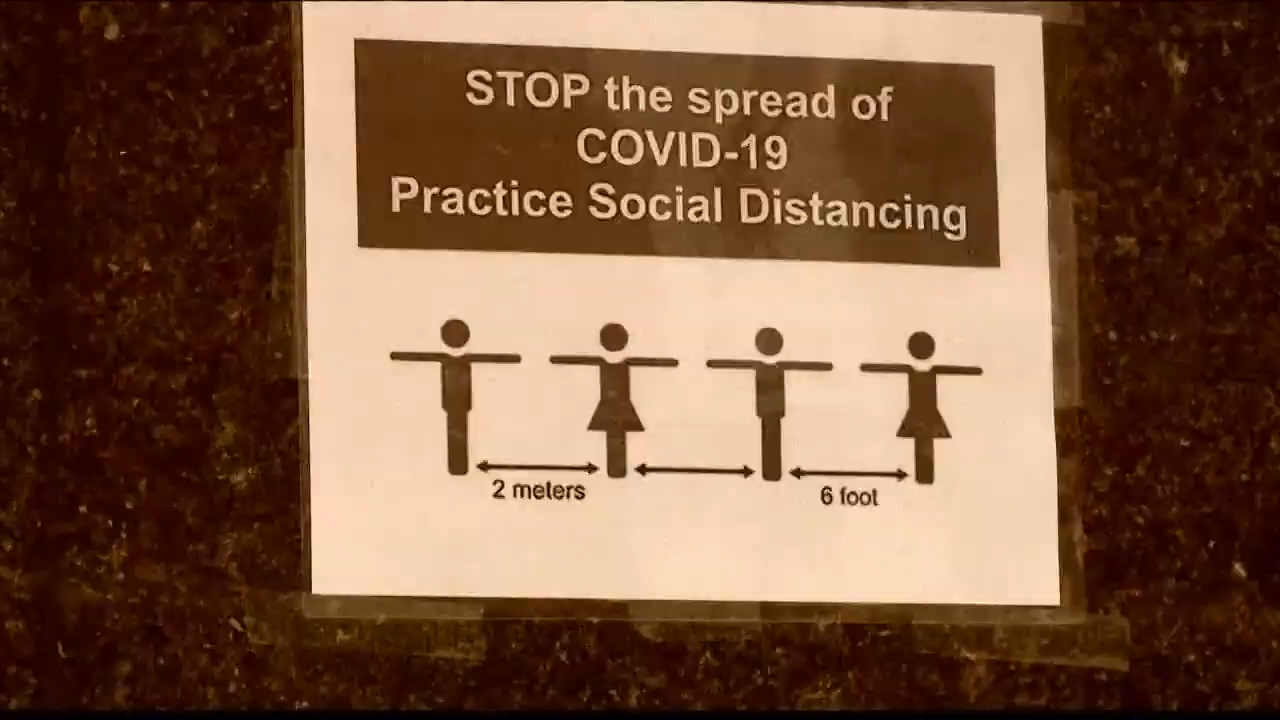 STOP the spread of
COVID-19
Practice Social Distancing
2 meters
6 foot